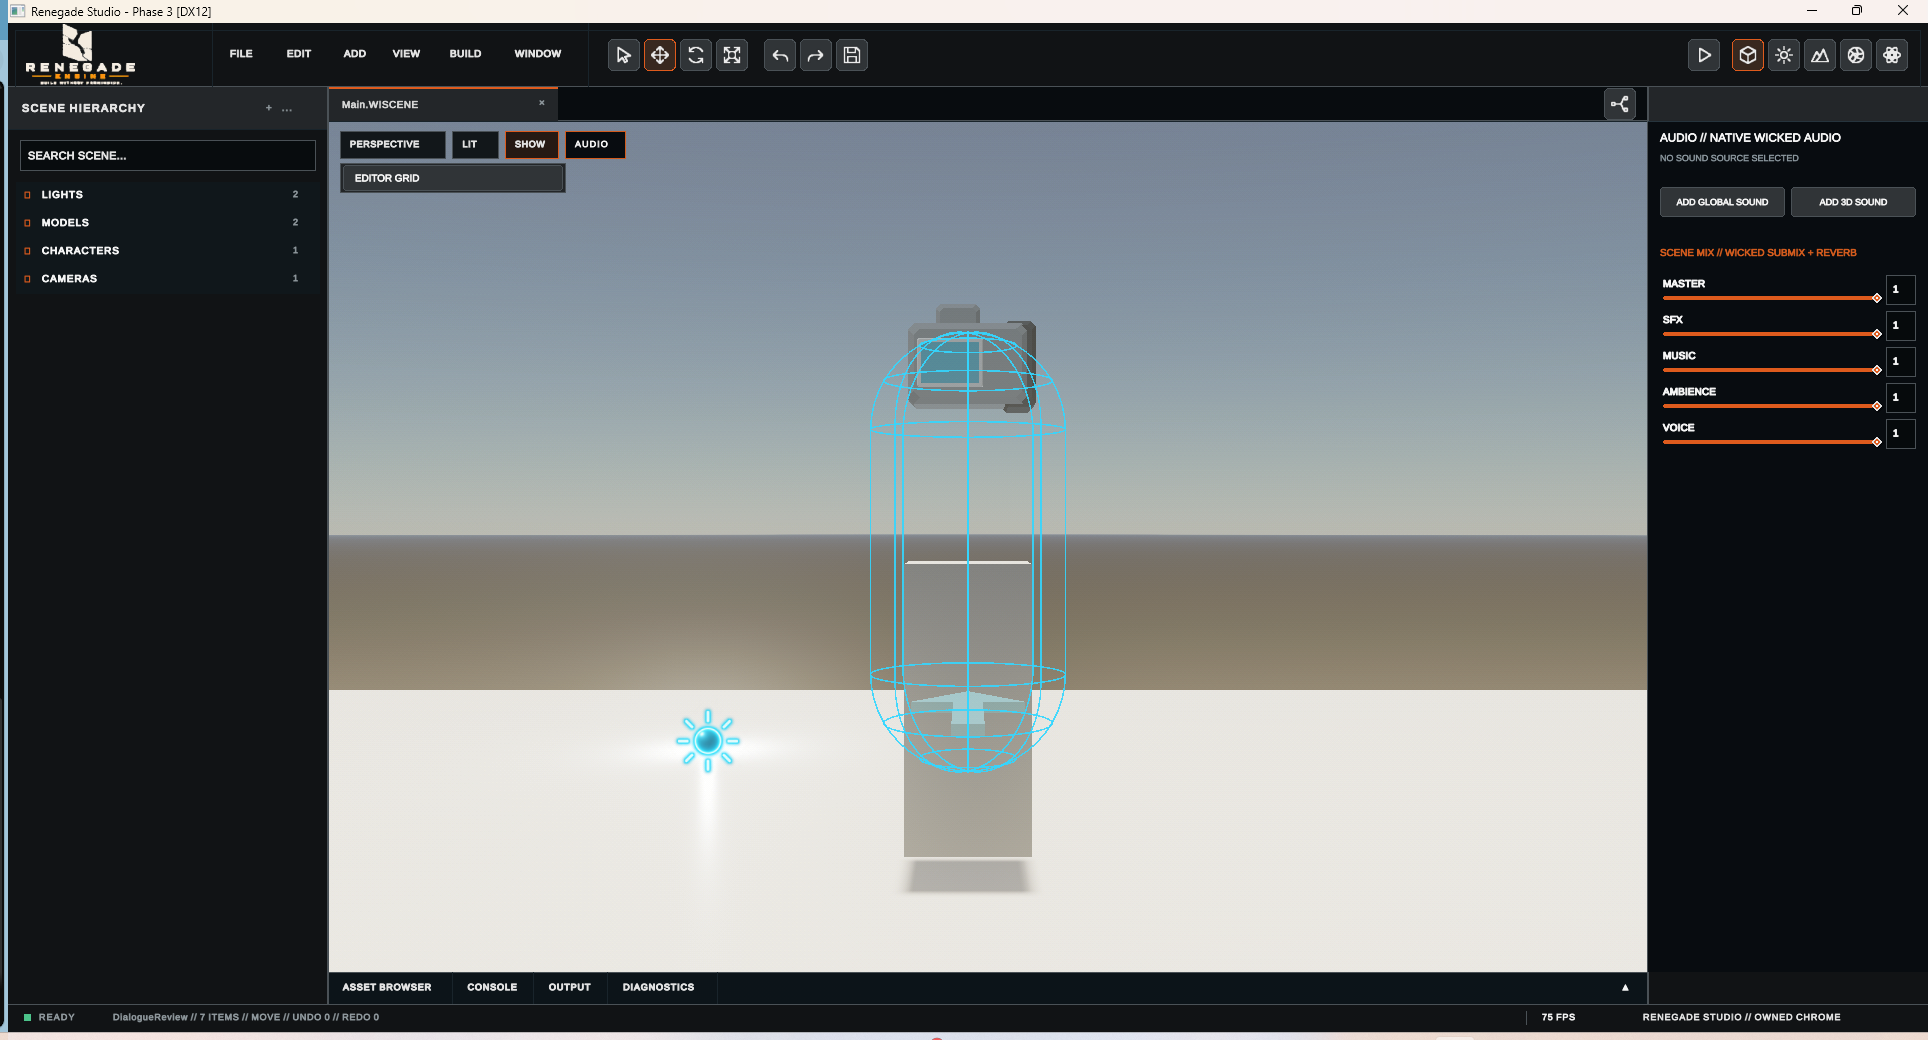 Renegade Studio - Phase 3 [DX12]
RENEGADE
ENGINE
FILE EDIT ADD VIEW BUILD WINDOW
SCENE HIERARCHY + ...
Main.WISCENE ×
SEARCH SCENE...
LIGHTS 2
MODELS 2
CHARACTERS 1
CAMERAS 1
PERSPECTIVE LIT SHOW AUDIO
EDITOR GRID
AUDIO // NATIVE WICKED AUDIO
NO SOUND SOURCE SELECTED
ADD GLOBAL SOUND ADD 3D SOUND
SCENE MIX // WICKED SUBMIX + REVERB
MASTER 1
SFX 1
MUSIC 1
AMBIENCE 1
VOICE 1
ASSET BROWSER CONSOLE OUTPUT DIAGNOSTICS
READY DialogueReview // 7 ITEMS // MOVE // UNDO 0 // REDO 0 75 FPS RENEGADE STUDIO // OWNED CHROME